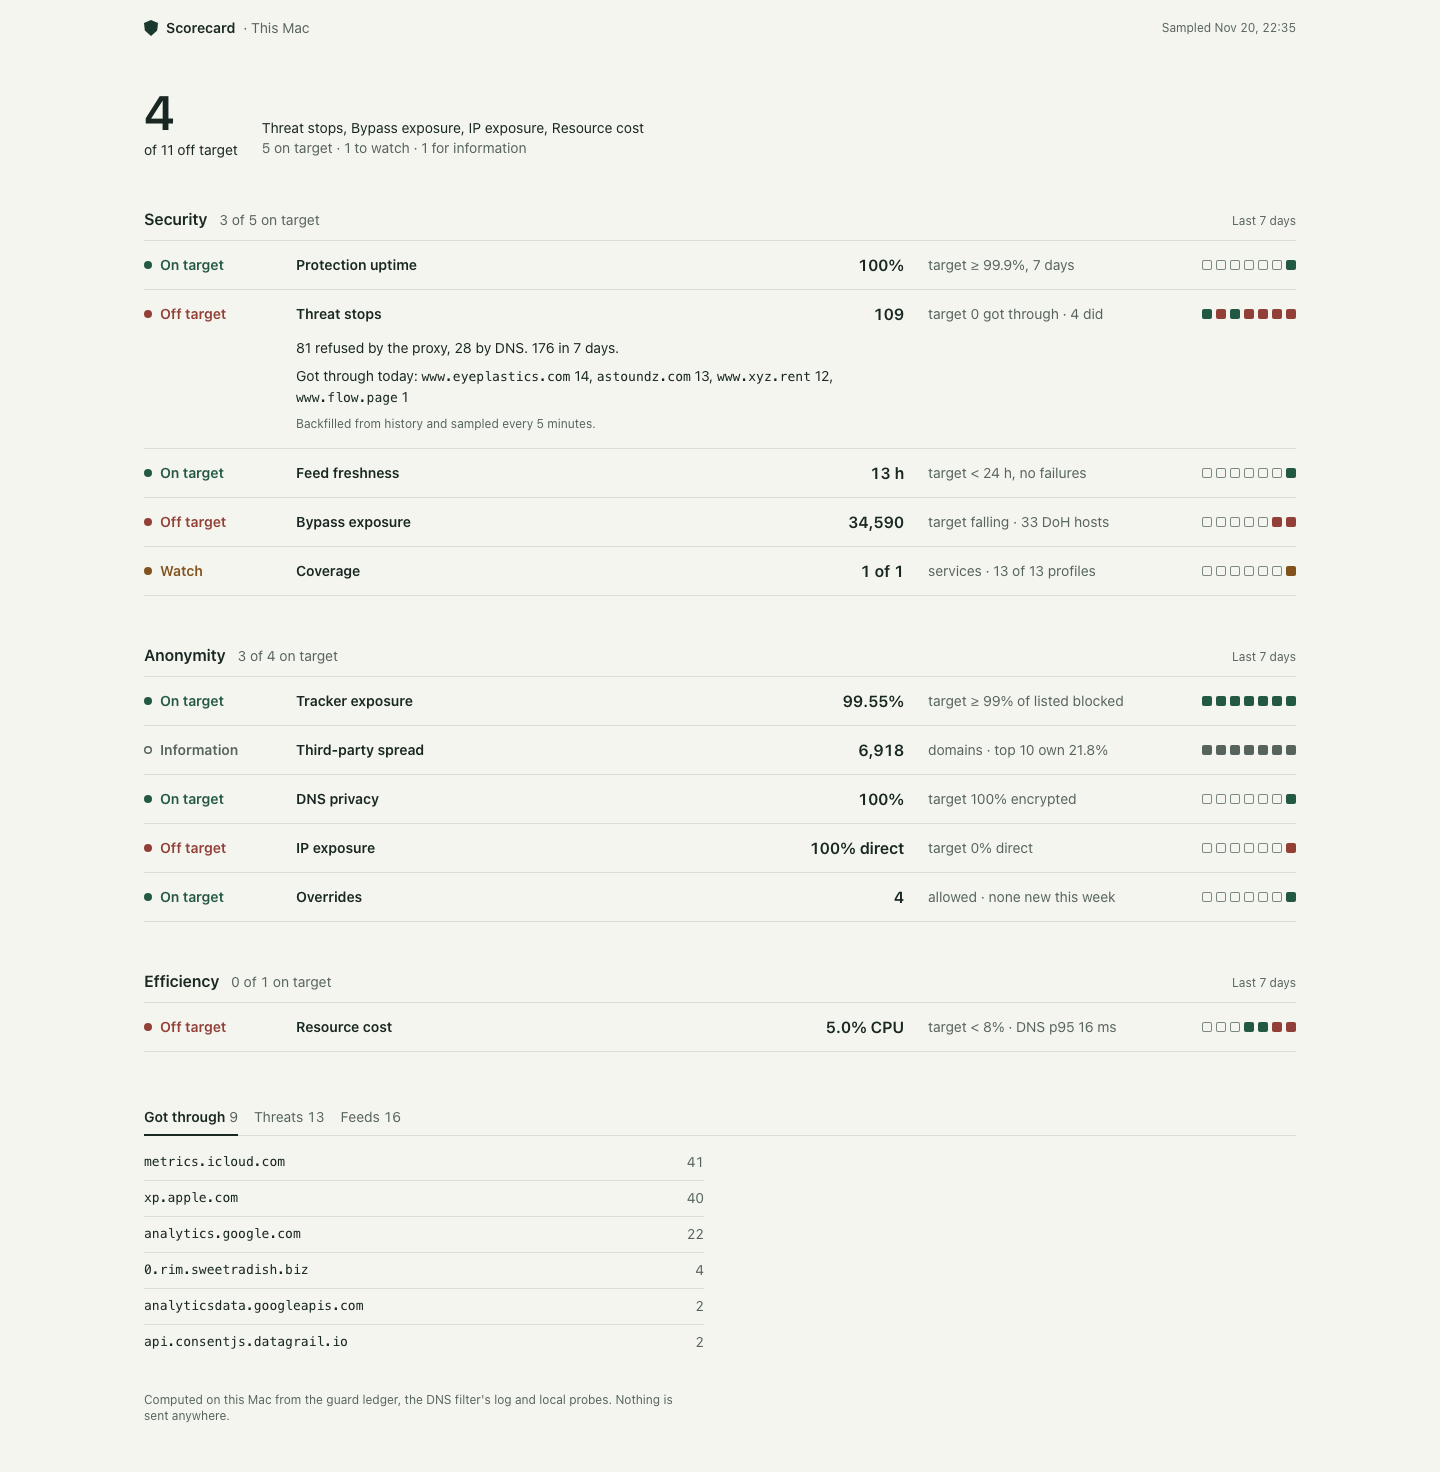 Scorecard · This Mac
Sampled Nov 20, 22:35
4
of 11 off target
Threat stops, Bypass exposure, IP exposure, Resource cost
5 on target · 1 to watch · 1 for information
Security 3 of 5 on target
Last 7 days
On target Protection uptime 100% target ≥ 99.9%, 7 days
Off target Threat stops 109 target 0 got through · 4 did
81 refused by the proxy, 28 by DNS. 176 in 7 days.
Got through today: www.eyeplastics.com 14, astoundz.com 13, www.xyz.rent 12,
www.flow.page 1
Backfilled from history and sampled every 5 minutes.
On target Feed freshness 13 h target < 24 h, no failures
Off target Bypass exposure 34,590 target falling · 33 DoH hosts
Watch Coverage 1 of 1 services · 13 of 13 profiles
Anonymity 3 of 4 on target
Last 7 days
On target Tracker exposure 99.55% target ≥ 99% of listed blocked
Information Third-party spread 6,918 domains · top 10 own 21.8%
On target DNS privacy 100% target 100% encrypted
Off target IP exposure 100% direct target 0% direct
On target Overrides 4 allowed · none new this week
Efficiency 0 of 1 on target
Last 7 days
Off target Resource cost 5.0% CPU target < 8% · DNS p95 16 ms
Got through 9 Threats 13 Feeds 16
metrics.icloud.com 41
xp.apple.com 40
analytics.google.com 22
0.rim.sweetradish.biz 4
analyticsdata.googleapis.com 2
api.consentjs.datagrail.io 2
Computed on this Mac from the guard ledger, the DNS filter's log and local probes. Nothing is
sent anywhere.